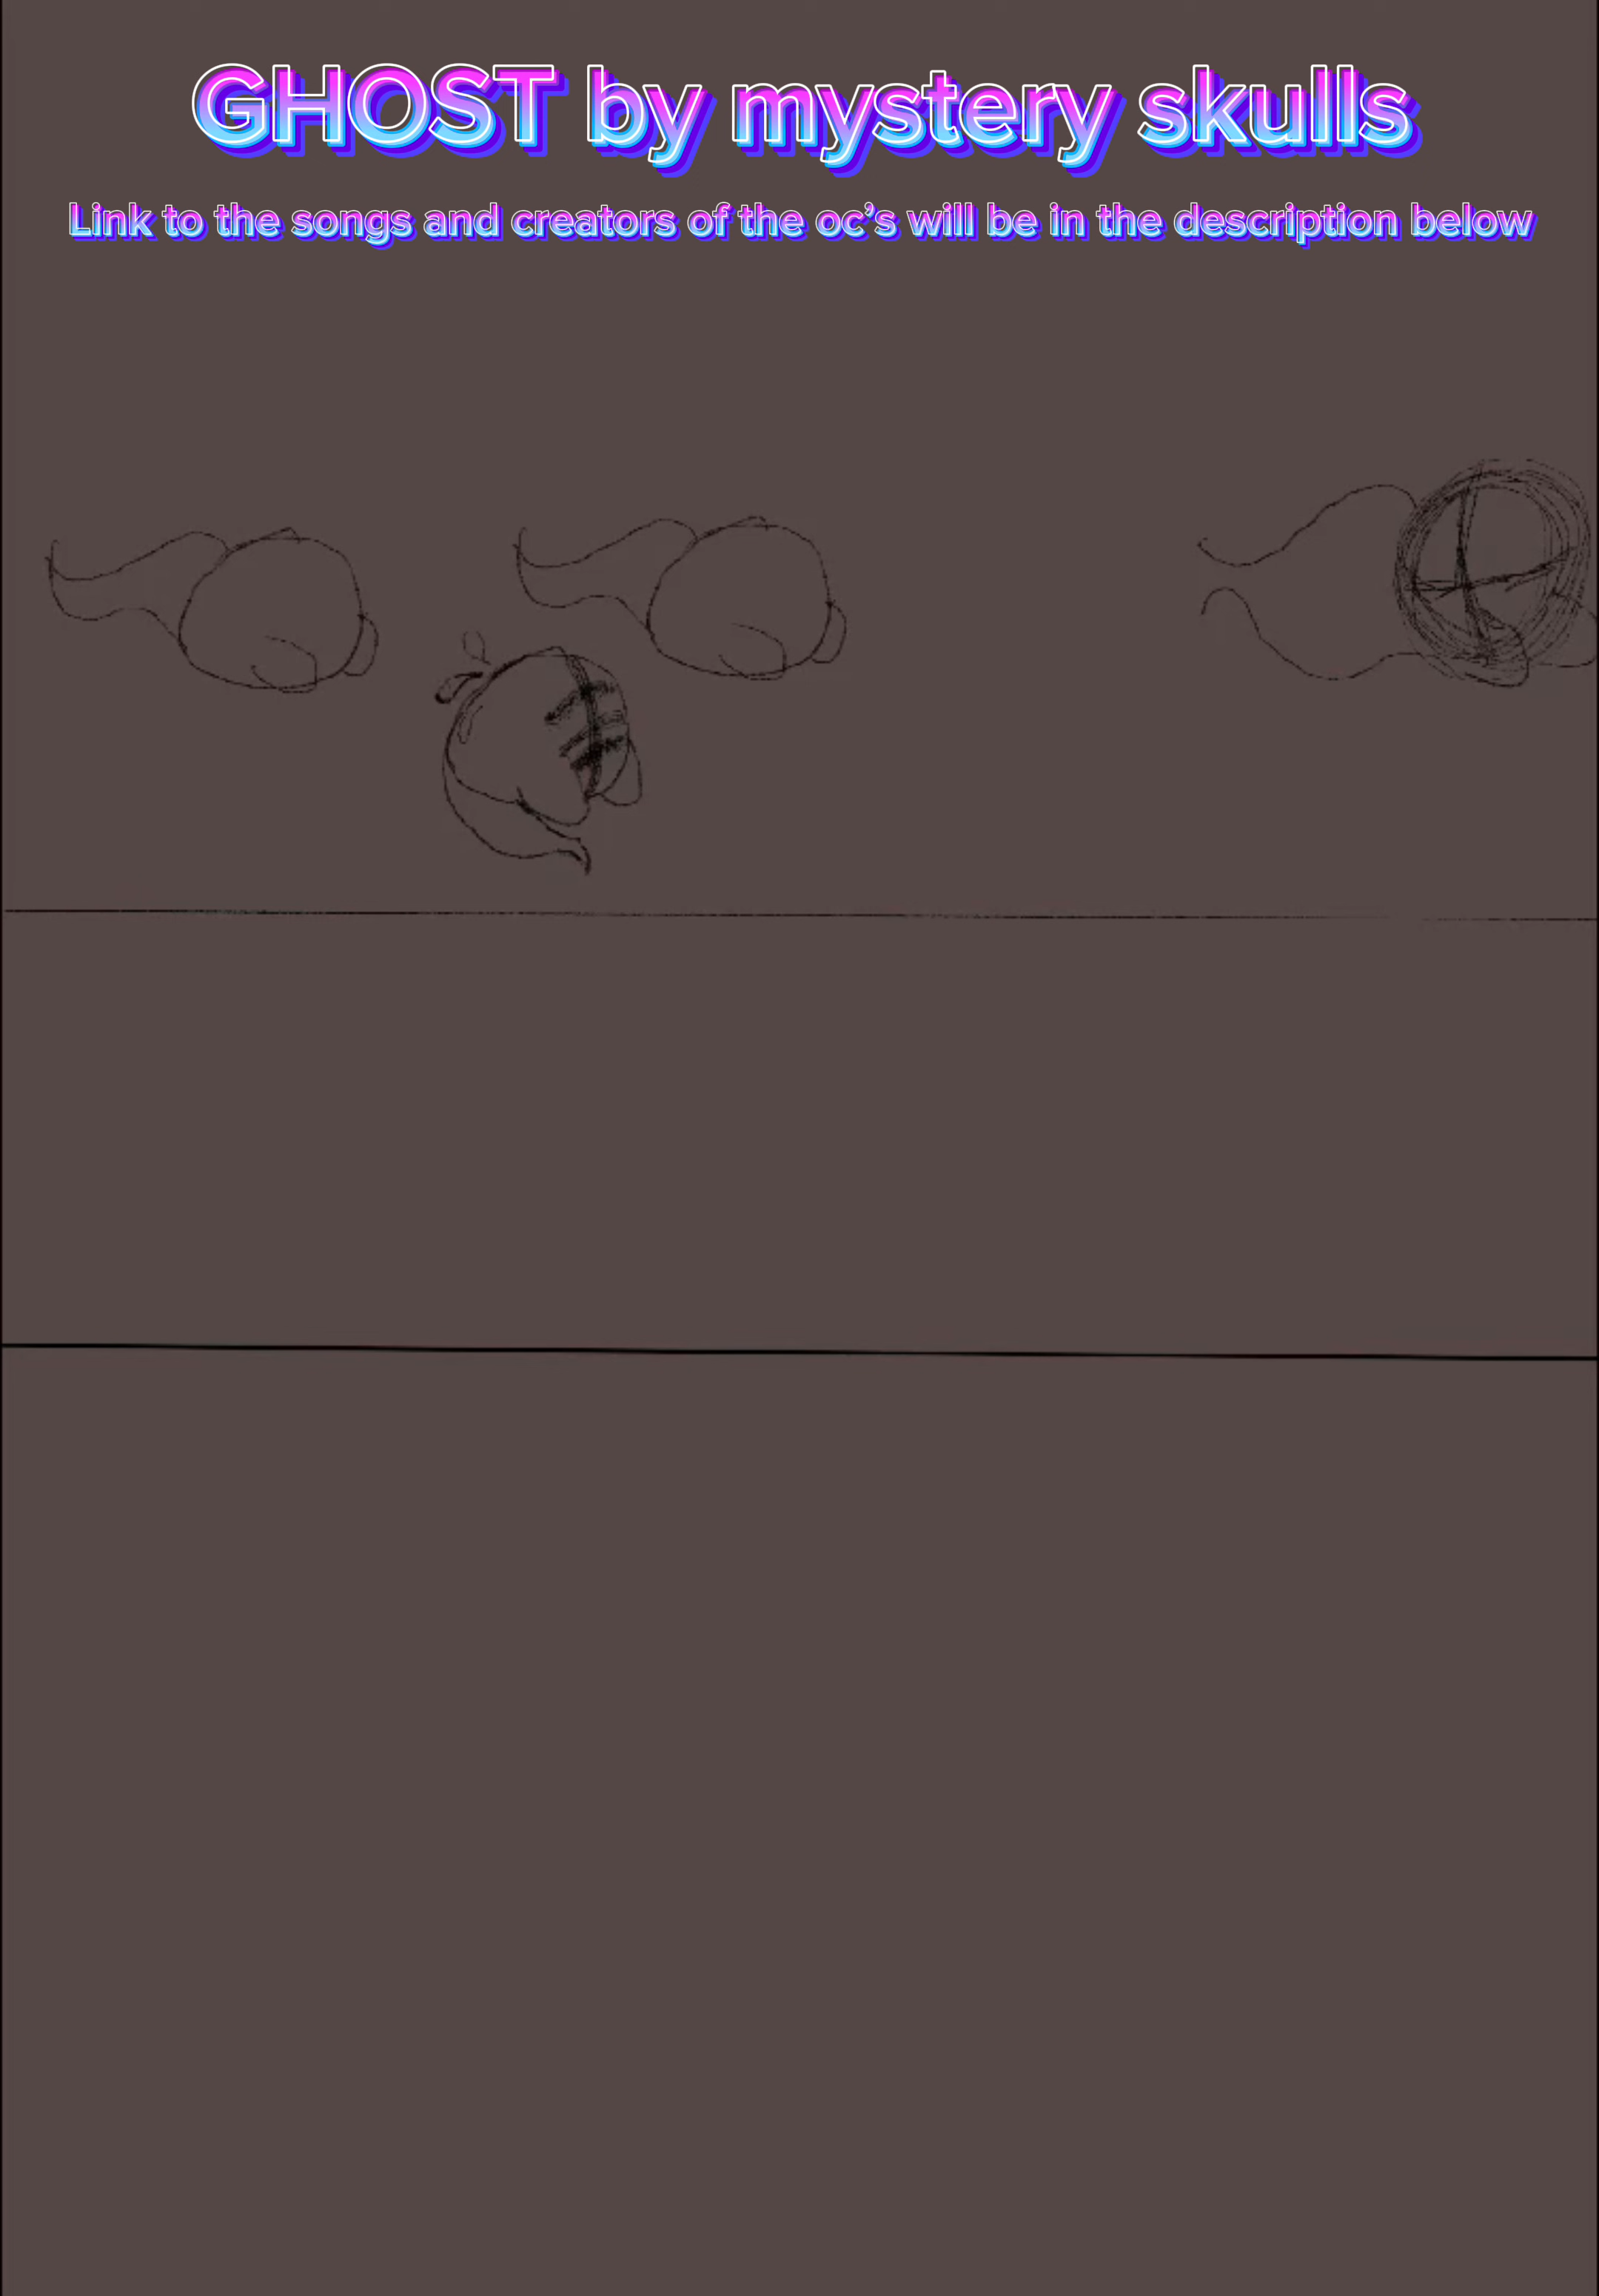 GHOST by mystery skulls
Link to the songs and creators of the oc’s will be in the description below